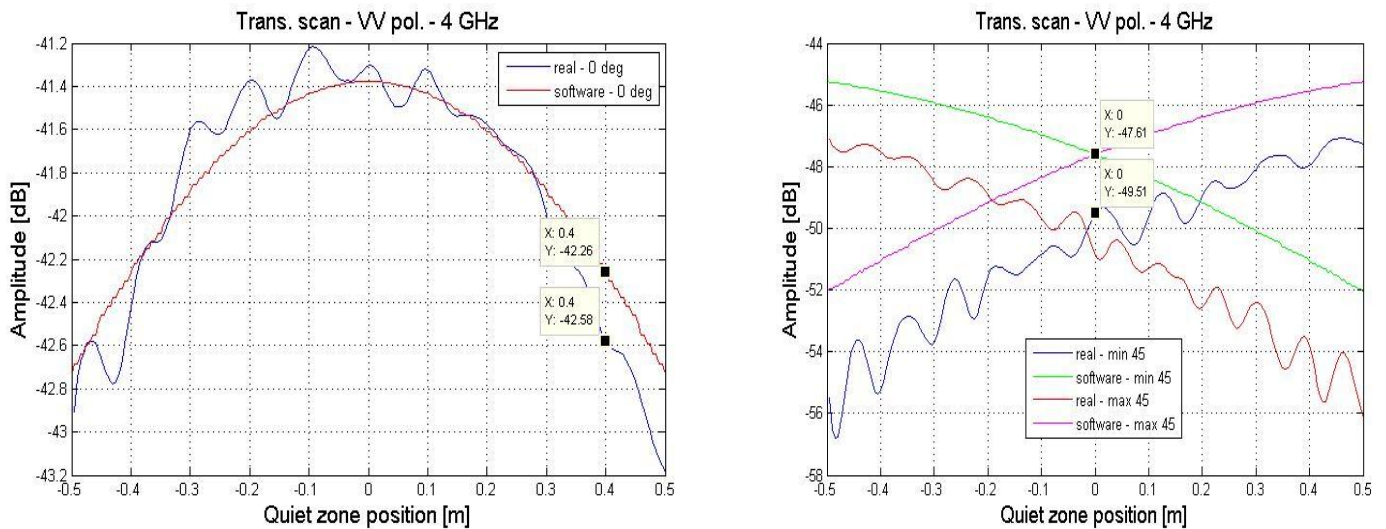 Trans. scan - VV pol. - 4 GHz
Amplitude [dB]
-41.2
-41.4
-41.6
-41.8
-42
-42.2
-42.4
-42.6
-42.8
-43
-43.2
real - 0 deg
software - 0 deg
X: 0.4
Y: -42.26
X: 0.4
Y: -42.58
-0.5 -0.4 -0.3 -0.2 -0.1 0 0.1 0.2 0.3 0.4 0.5
Quiet zone position [m]
Trans. scan - VV pol. - 4 GHz
Amplitude [dB]
-44
-46
-48
-50
-52
-54
-56
-58
X: 0
Y: -47.61
X: 0
Y: -49.51
real - min 45
software - min 45
real - max 45
software - max 45
-0.5 -0.4 -0.3 -0.2 -0.1 0 0.1 0.2 0.3 0.4 0.5
Quiet zone position [m]